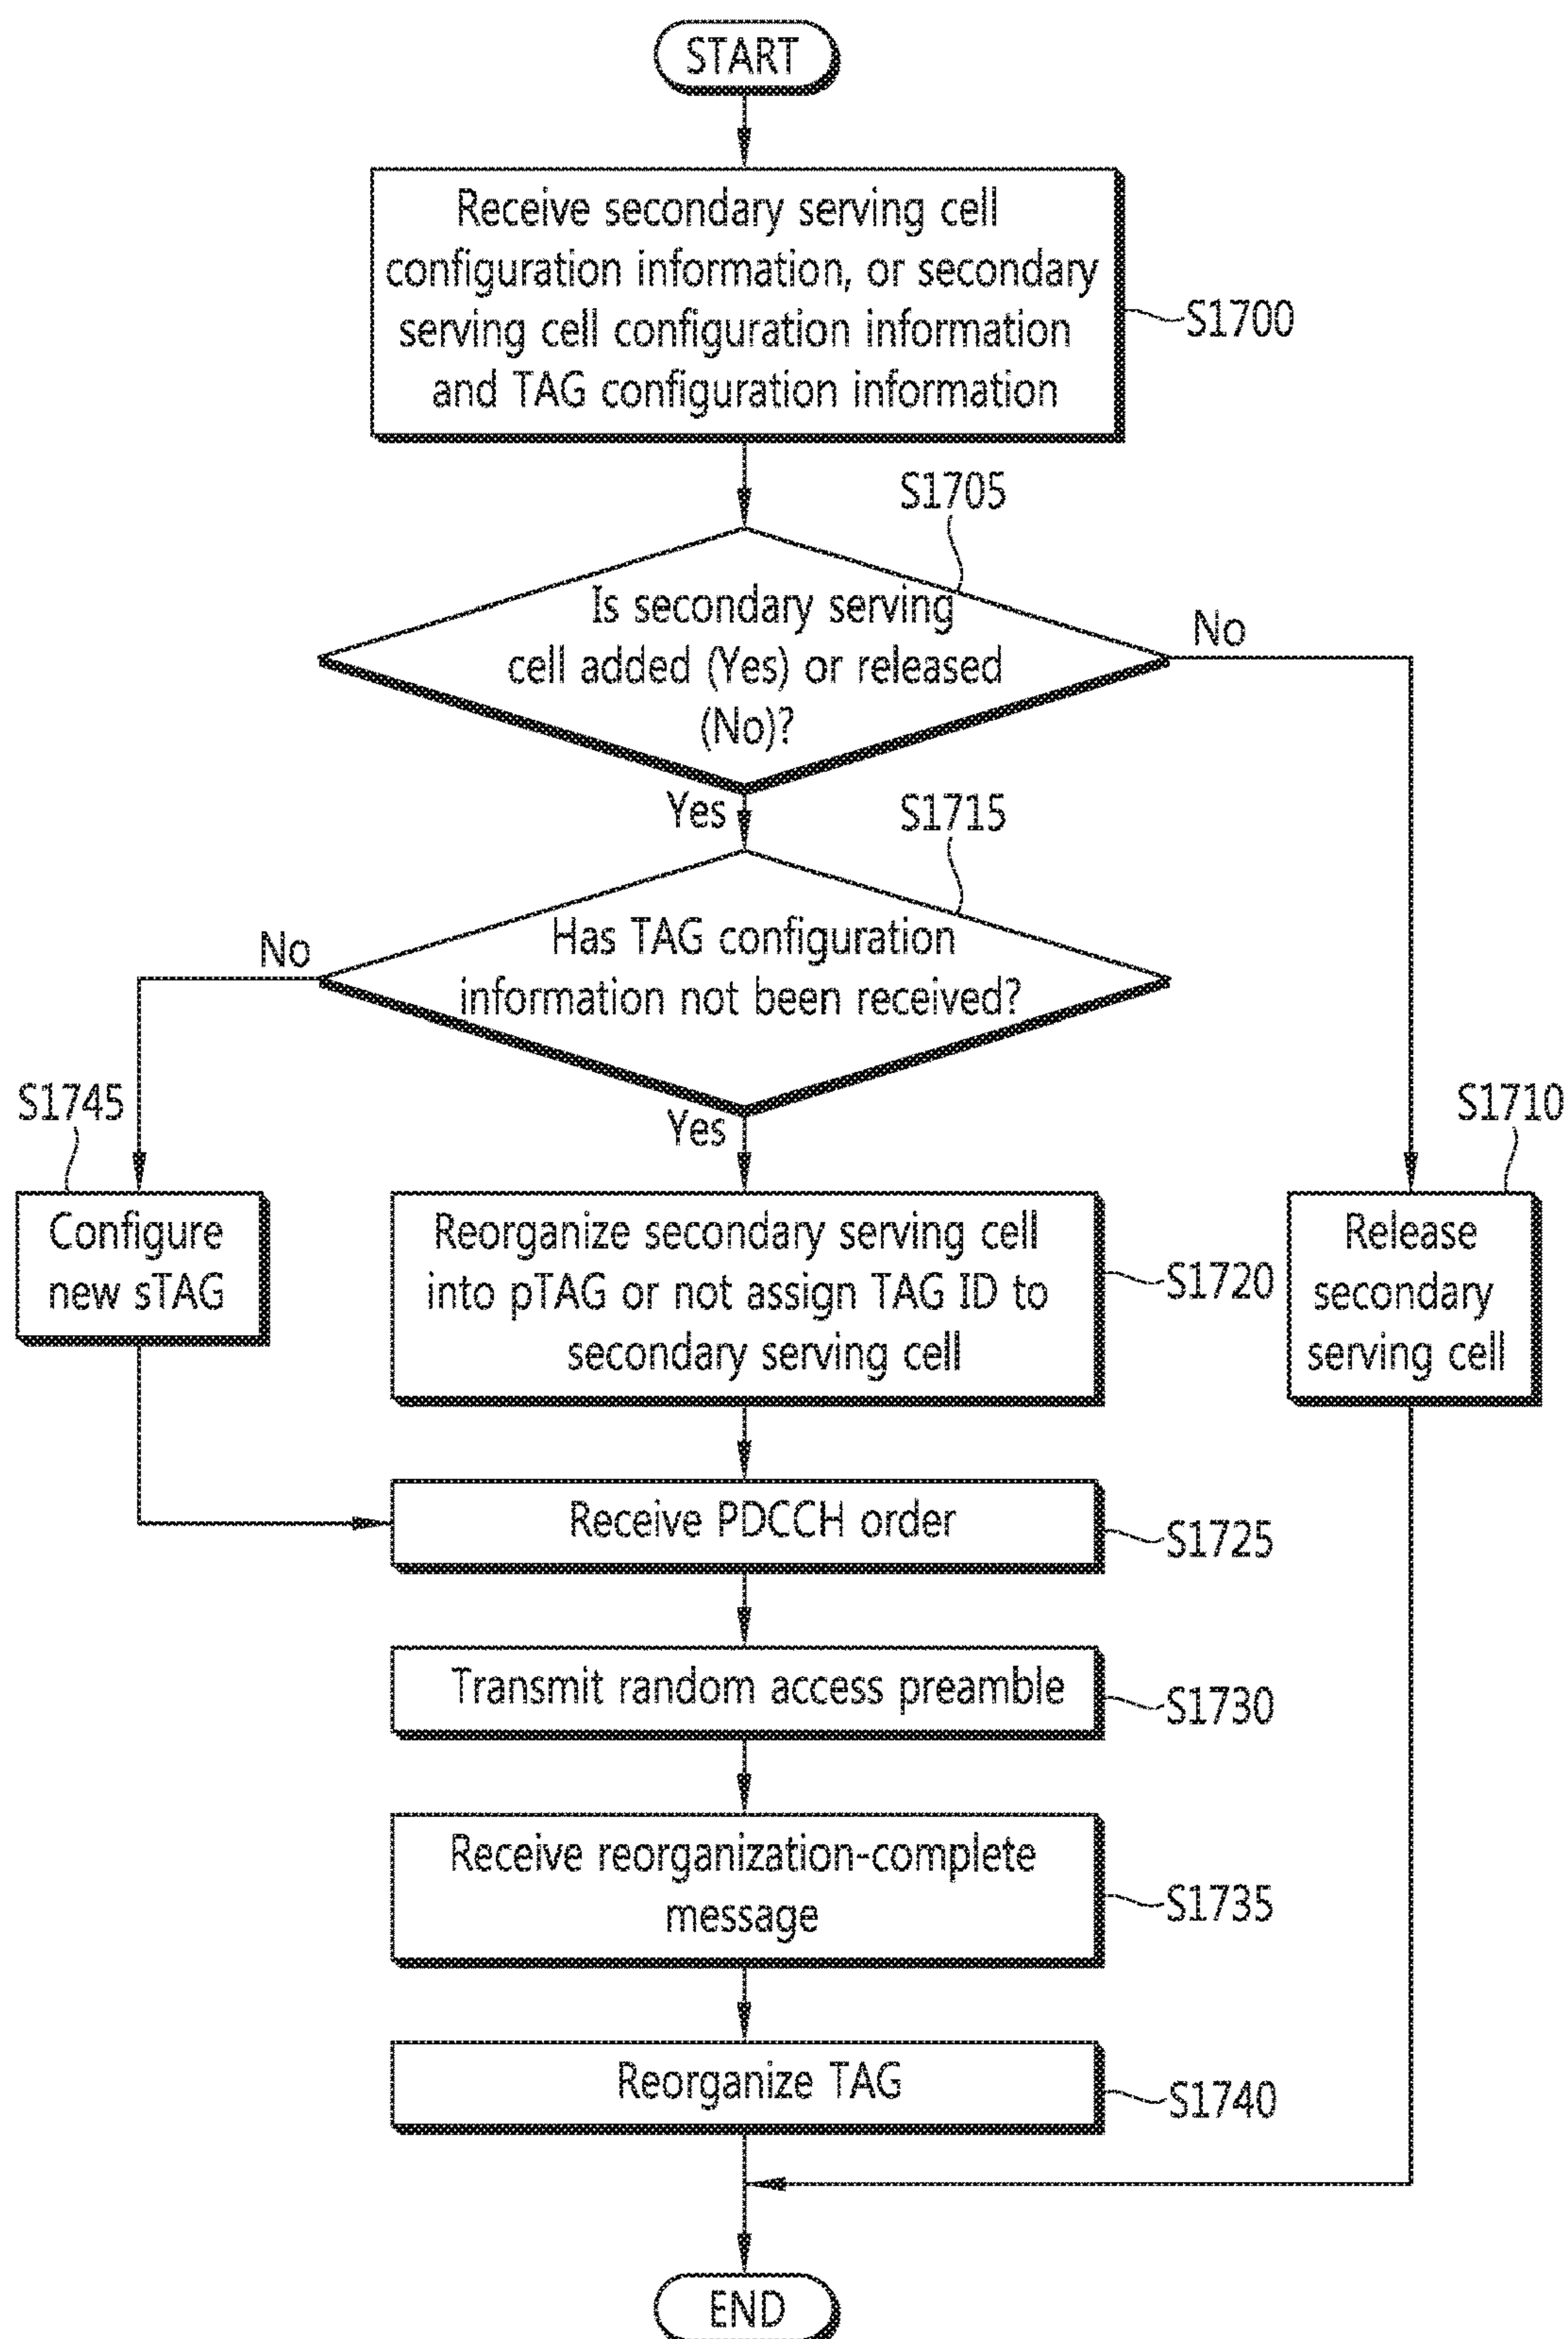 START
Receive secondary serving cell
configuration information, or secondary
serving cell configuration information
and TAG configuration information
S1700
S1705
Is secondary serving
cell added (Yes) or released
(No)?
No
Yes
S1715
Has TAG configuration
information not been received?
No
Yes
S1745
Configure
new sTAG
Reorganize secondary serving cell
into pTAG or not assign TAG ID to
secondary serving cell
S1720
S1710
Release
secondary
serving cell
Receive PDCCH order
S1725
Transmit random access preamble
S1730
Receive reorganization-complete
message
S1735
Reorganize TAG
S1740
END